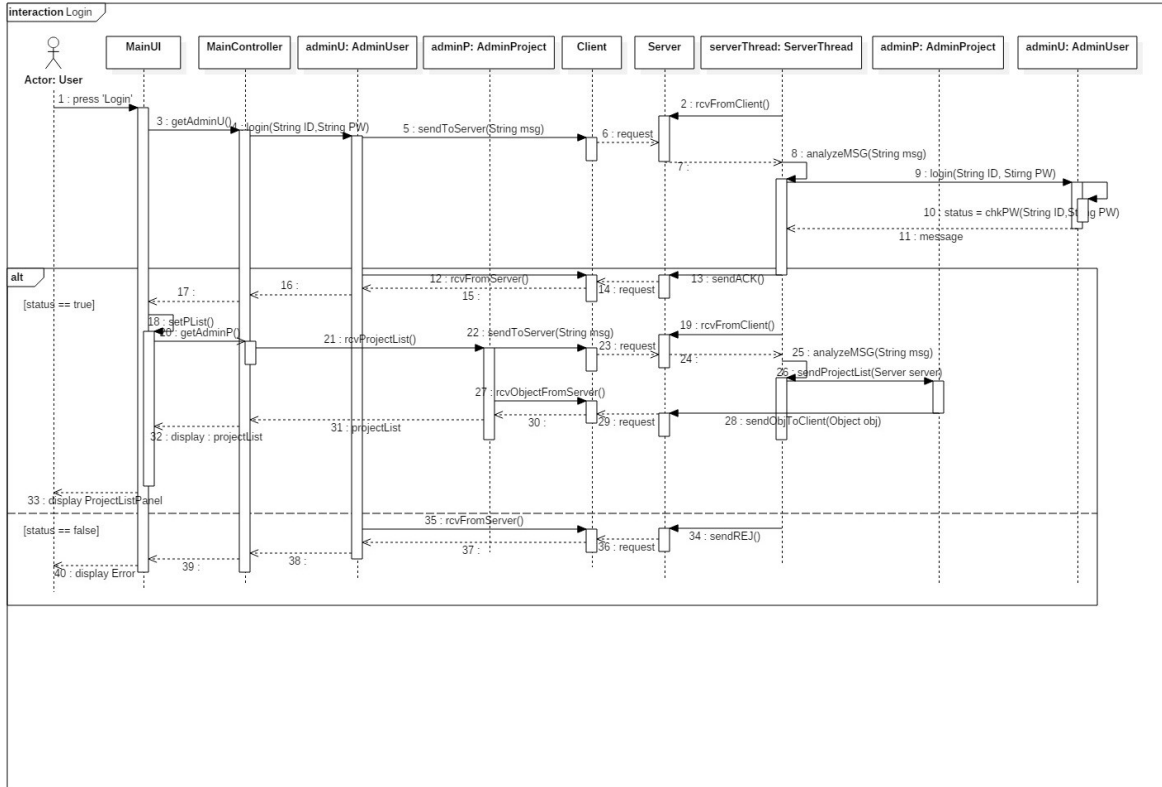 interaction Login
MainUI
MainController
adminU: AdminUser
adminP: AdminProject
Client
Server
serverThread: ServerThread
adminP: AdminProject
adminU: AdminUser
Actor: User
1 : press 'Login'
2 : rcvFromClient()
3 : getAdminU()
4 : login(String ID,String PW)
5 : sendToServer(String msg)
6 : request
7 :
8 : analyzeMSG(String msg)
9 : login(String ID, Stirng PW)
10 : status = chkPW(String ID,String PW)
11 : message
alt
[status == true]
12 : rcvFromServer()
13 : sendACK()
14 : request
15 :
16 :
17 :
18 : setPList()
19 : rcvFromClient()
20 : getAdminP()
21 : rcvProjectList()
22 : sendToServer(String msg)
23 : request
24 :
25 : analyzeMSG(String msg)
26 : sendProjectList(Server server)
27 : rcvObjectFromServer()
28 : sendObjToClient(Object obj)
29 : request
30 :
31 : projectList
32 : display : projectList
33 : display ProjectListPanel
[status == false]
34 : sendREJ()
35 : rcvFromServer()
36 : request
37 :
38 :
39 :
40 : display Error